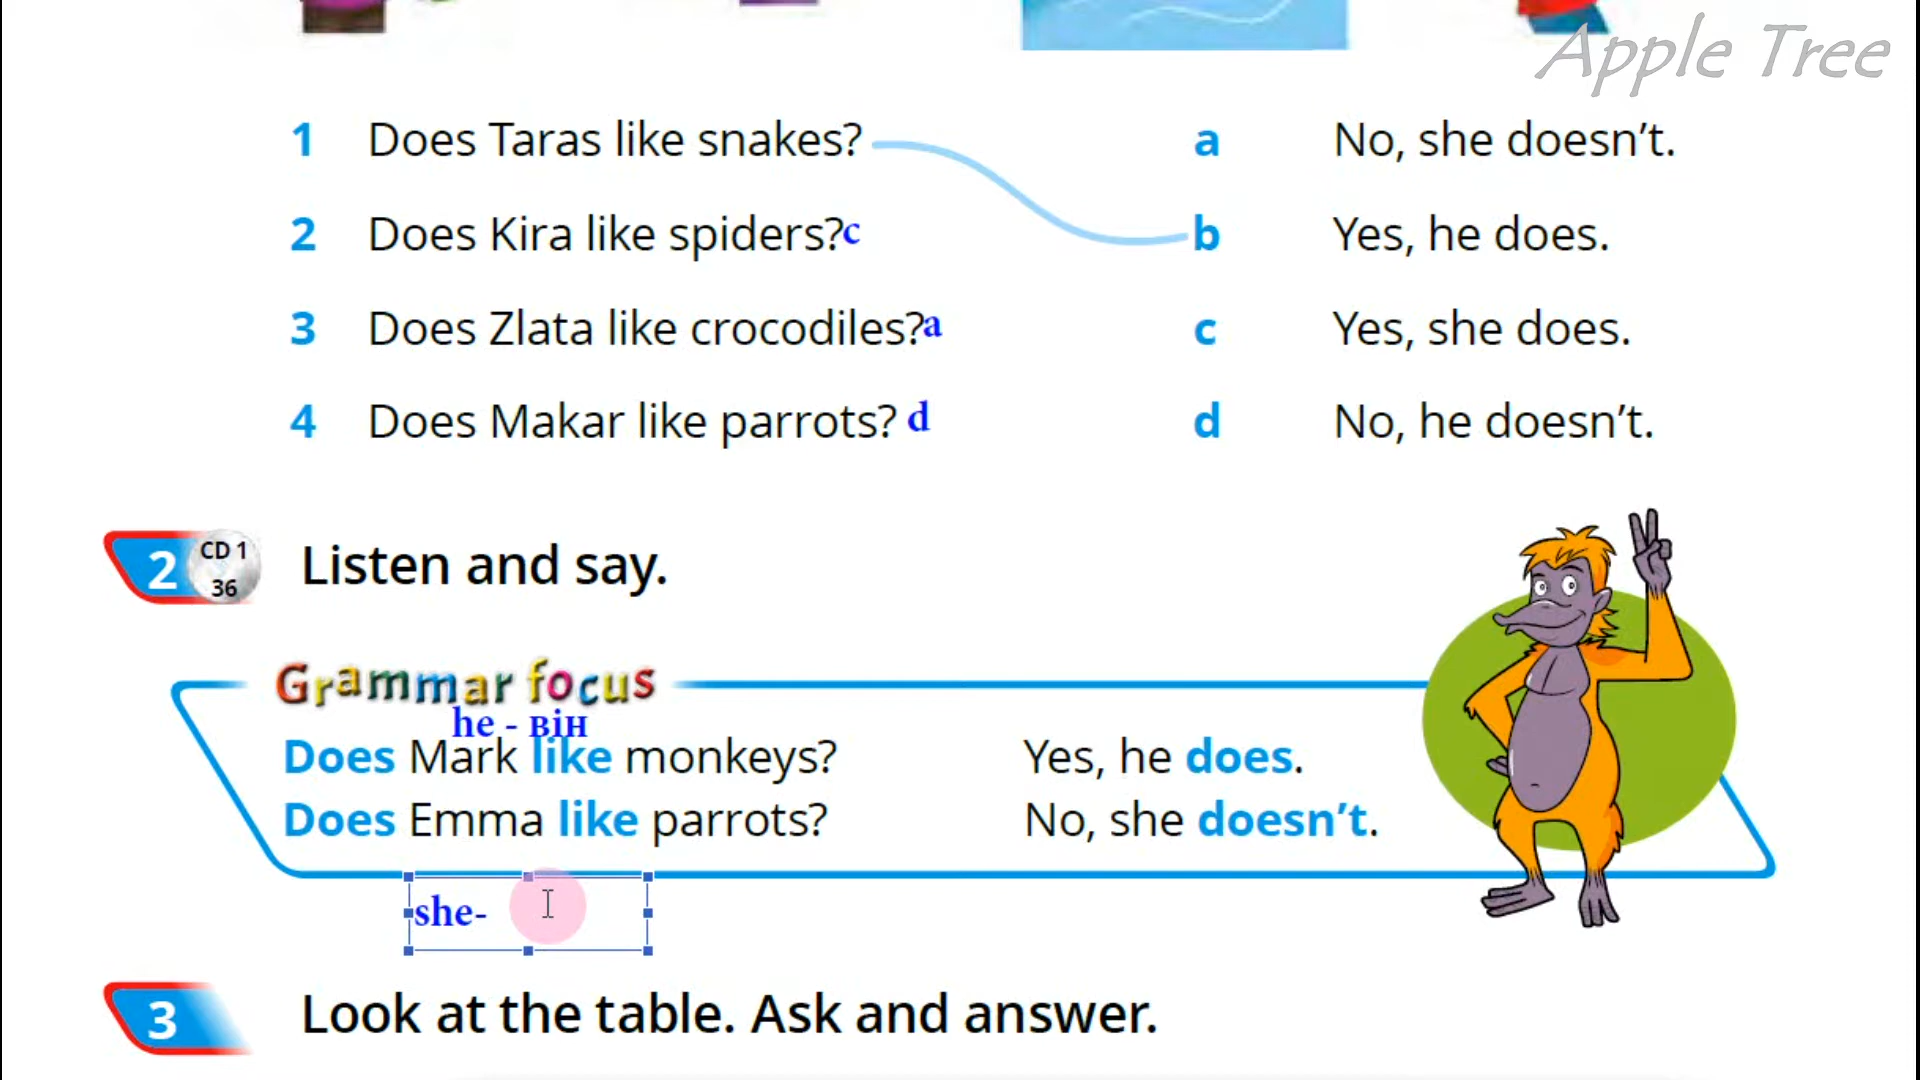 Apple Tree
1 Does Taras like snakes? a No, she doesn't.
2 Does Kira like spiders?c b Yes, he does.
3 Does Zlata like crocodiles?a c Yes, she does.
4 Does Makar like parrots? d d No, he doesn't.
2 CD 1 36 Listen and say.
Grammar focus
he - він
Does Mark like monkeys? Yes, he does.
Does Emma like parrots? No, she doesn't.
she-
3 Look at the table. Ask and answer.